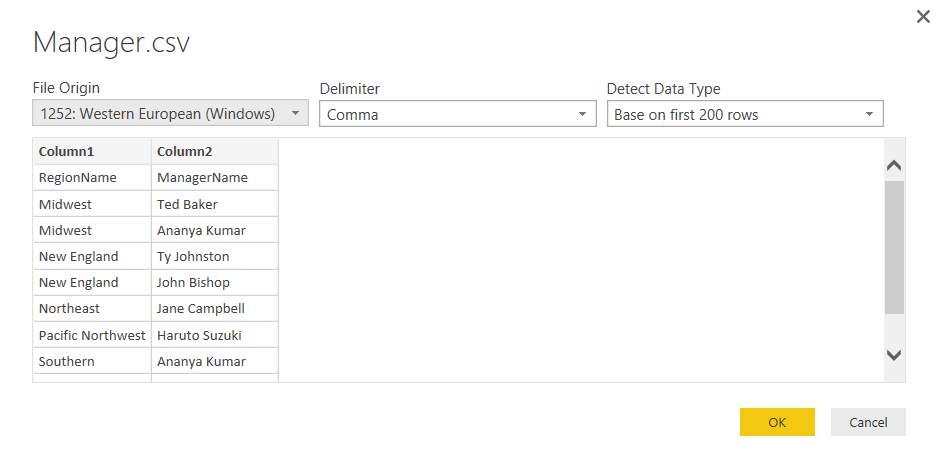 Manager.csv
File Origin Delimiter Detect Data Type
1252: Western European (Windows) Comma Base on first 200 rows
Column1 Column2
RegionName ManagerName
Midwest Ted Baker
Midwest Ananya Kumar
New England Ty Johnston
New England John Bishop
Northeast Jane Campbell
Pacific Northwest Haruto Suzuki
Southern Ananya Kumar
OK Cancel